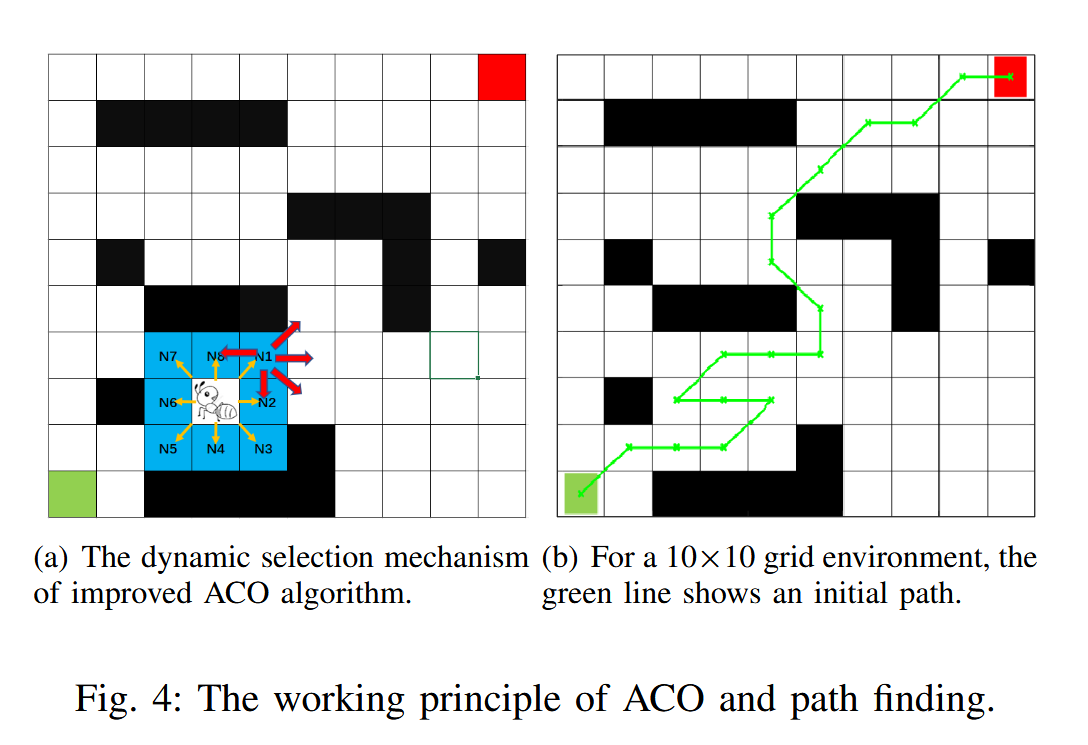 N7 N8 N1
N6 N2
N5 N4 N3
(a) The dynamic selection mechanism
of improved ACO algorithm.
(b) For a 10×10 grid environment, the
green line shows an initial path.
Fig. 4: The working principle of ACO and path finding.